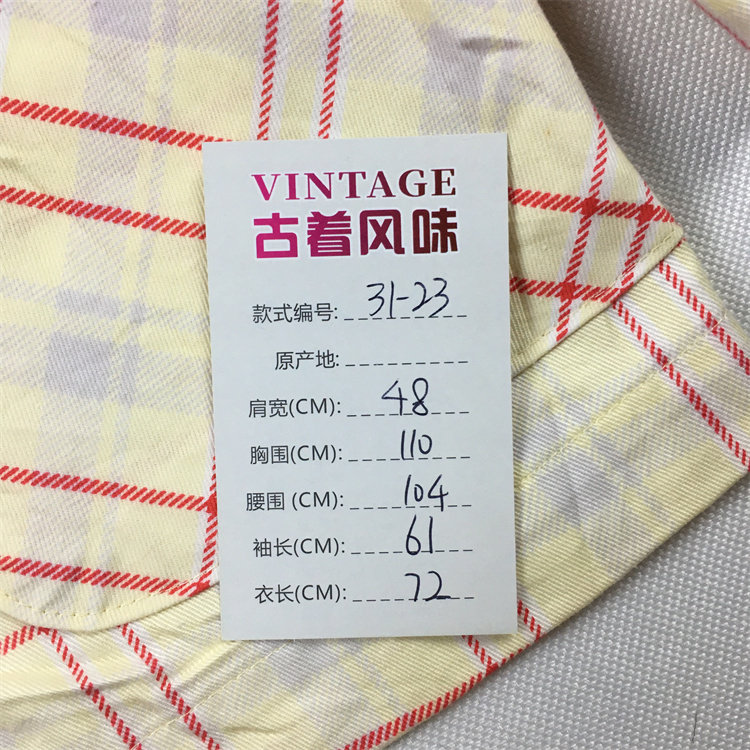 VINTAGE
古着风味
款式编号: 31-23
原产地:
肩宽(CM): 48
胸围(CM): 110
腰围(CM): 104
袖长(CM): 61
衣长(CM): 72